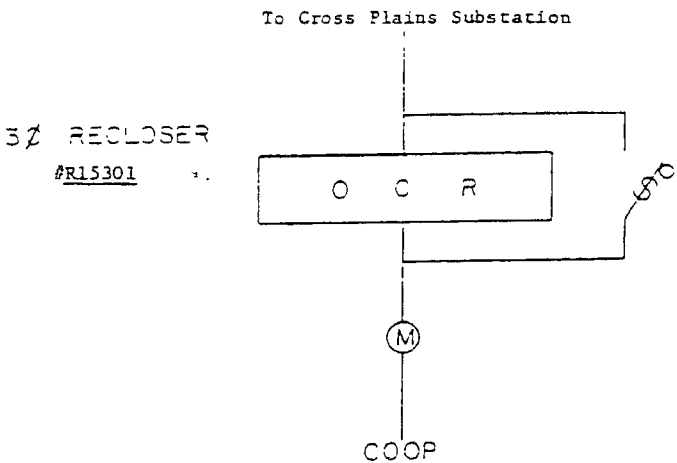 To Cross Plains Substation
3Ø RECLOSER
#R15301
O C R
M
COOP